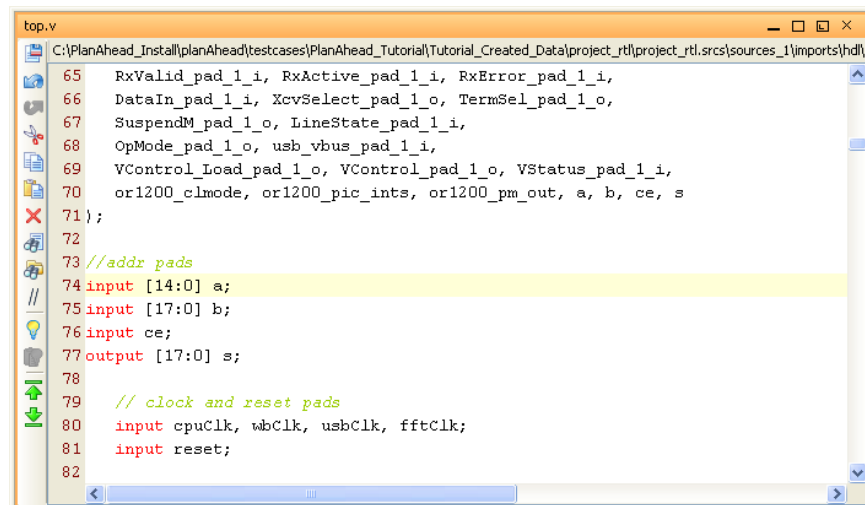 top.v
C:\PlanAhead_Install\planAhead\testcases\PlanAhead_Tutorial\Tutorial_Created_Data\project_rtl\project_rtl.srcs\sources_1\imports\hdl\
65 RxValid_pad_1_i, RxActive_pad_1_i, RxError_pad_1_i,
66 DataIn_pad_1_i, XcvSelect_pad_1_o, TermSel_pad_1_o,
67 SuspendM_pad_1_o, LineState_pad_1_i,
68 OpMode_pad_1_o, usb_vbus_pad_1_i,
69 VControl_Load_pad_1_o, VControl_pad_1_o, VStatus_pad_1_i,
70 or1200_clmode, or1200_pic_ints, or1200_pm_out, a, b, ce, s
71 );
72
73 //addr pads
74 input [14:0] a;
75 input [17:0] b;
76 input ce;
77 output [17:0] s;
78
79 // clock and reset pads
80 input cpuClk, wbClk, usbClk, fftClk;
81 input reset;
82